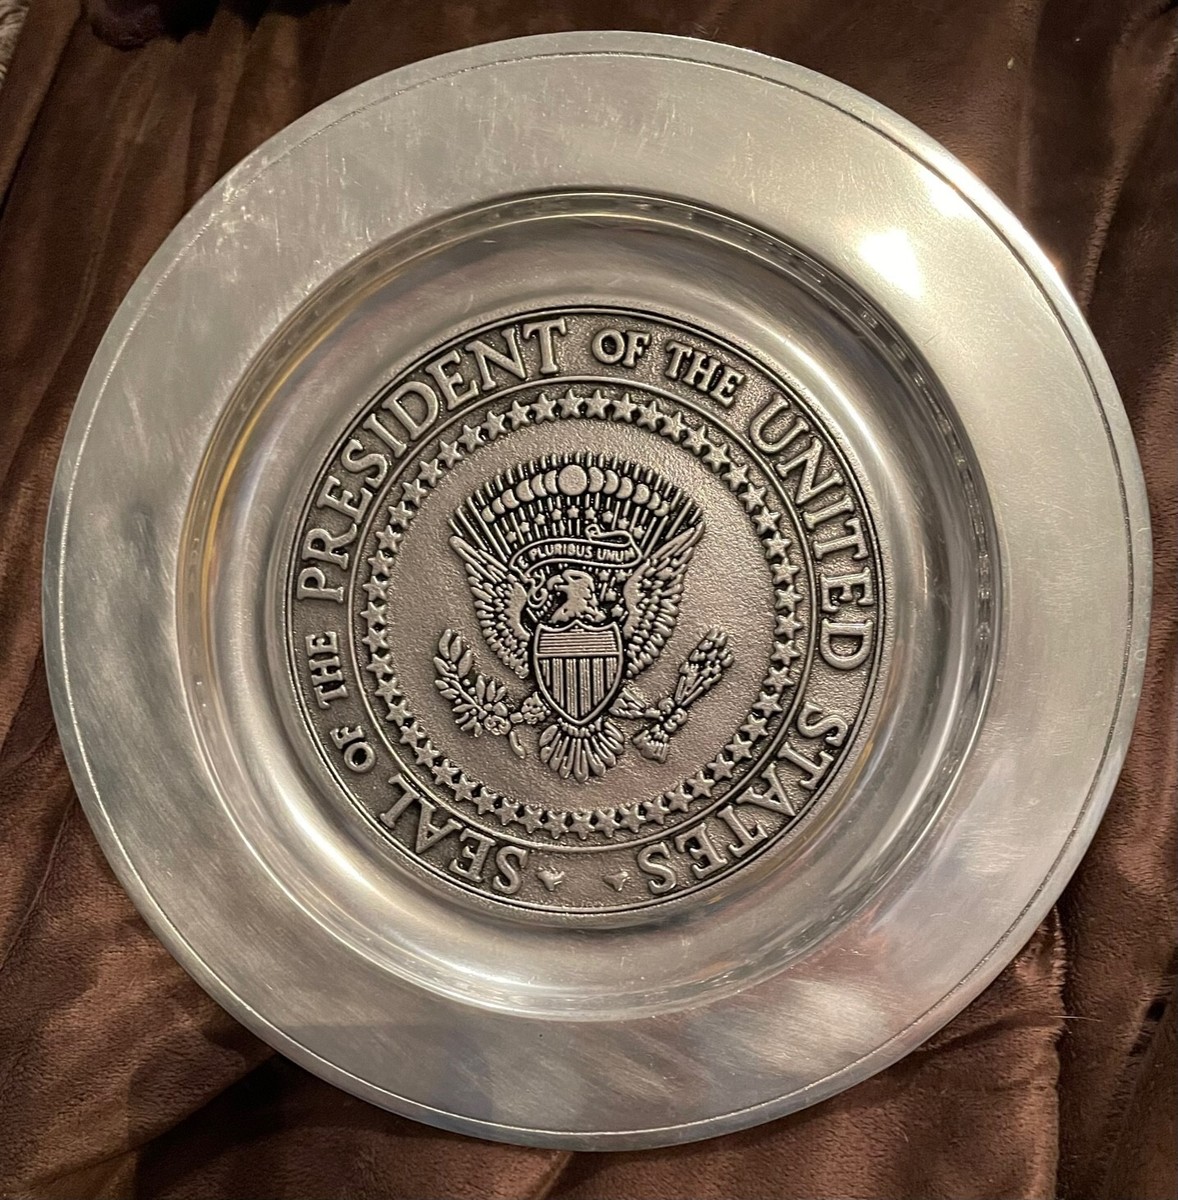 SEAL OF THE PRESIDENT OF THE UNITED STATES
E PLURIBUS UNUM